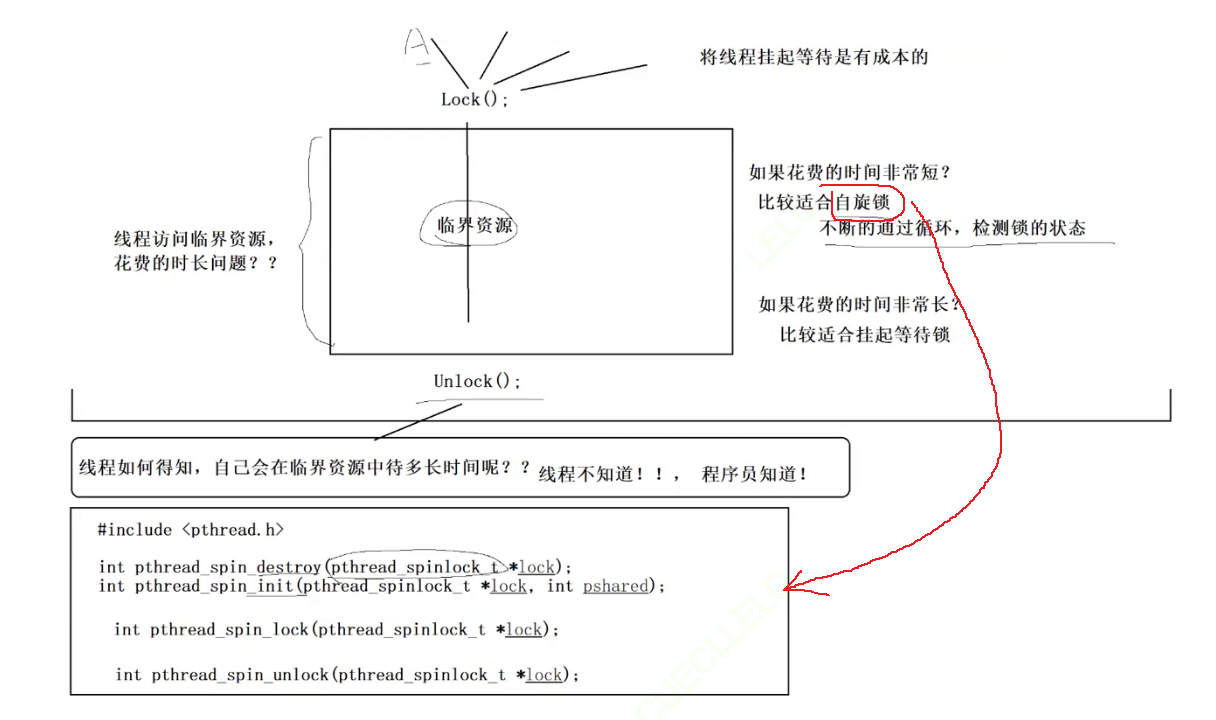 A
将线程挂起等待是有成本的
Lock();
如果花费的时间非常短？
比较适合自旋锁
临界资源
不断的通过循环，检测锁的状态
线程访问临界资源，
花费的时长问题？？
如果花费的时间非常长？
比较适合挂起等待锁
Unlock();
线程如何得知，自己会在临界资源中待多长时间呢？？线程不知道！！， 程序员知道！
#include <pthread.h>
int pthread_spin_destroy(pthread_spinlock_t *lock);
int pthread_spin_init(pthread_spinlock_t *lock, int pshared);
int pthread_spin_lock(pthread_spinlock_t *lock);
int pthread_spin_unlock(pthread_spinlock_t *lock);